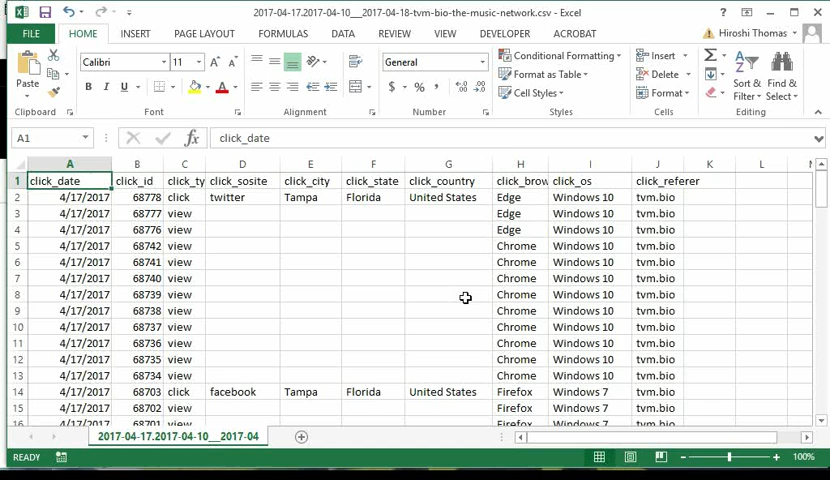 2017-04-17.2017-04-10__2017-04-18-tvm-bio-the-music-network.csv - Excel
FILE HOME INSERT PAGE LAYOUT FORMULAS DATA REVIEW VIEW DEVELOPER ACROBAT Hiroshi Thomas
Calibri 11 General Conditional Formatting Insert
Format as Table Delete
Paste Cell Styles Format Sort & Filter Find & Select
Clipboard Font Alignment Number Styles Cells Editing
A1 fx click_date
A B C D E F G H I J K L
1 click_date click_id click_ty click_sosite click_city click_state click_country click_brow click_os click_referer
2 4/17/2017 68778 click twitter Tampa Florida United States Edge Windows 10 tvm.bio
3 4/17/2017 68777 view Edge Windows 10 tvm.bio
4 4/17/2017 68776 view Edge Windows 10 tvm.bio
5 4/17/2017 68742 view Chrome Windows 10 tvm.bio
6 4/17/2017 68741 view Chrome Windows 10 tvm.bio
7 4/17/2017 68740 view Chrome Windows 10 tvm.bio
8 4/17/2017 68739 view Chrome Windows 10 tvm.bio
9 4/17/2017 68738 view Chrome Windows 10 tvm.bio
10 4/17/2017 68737 view Chrome Windows 10 tvm.bio
11 4/17/2017 68736 view Chrome Windows 10 tvm.bio
12 4/17/2017 68735 view Chrome Windows 10 tvm.bio
13 4/17/2017 68734 view Chrome Windows 10 tvm.bio
14 4/17/2017 68703 click facebook Tampa Florida United States Firefox Windows 7 tvm.bio
15 4/17/2017 68702 view Firefox Windows 7 tvm.bio
16 4/17/2017 68701 view Firefox Windows 7 tvm.bio
2017-04-17.2017-04-10__2017-04
READY 100%